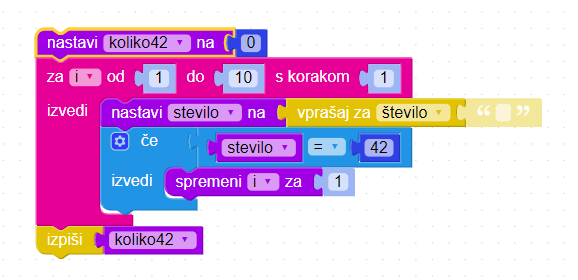 nastavi koliko42 na 0
za i od 1 do 10 s korakom 1
izvedi nastavi stevilo na vprašaj za število “ ”
če stevilo = 42
izvedi spremeni i za 1
izpiši koliko42